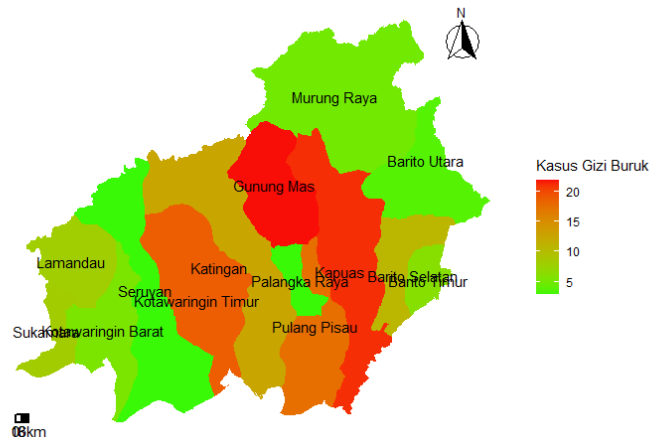 N
Murung Raya
Barito Utara
Kasus Gizi Buruk
20
Gunung Mas
15
10
Lamandau
Katingan
Palangka Raya
Kapuas
Barito Selatan
Barito Timur
5
Seruyan
Kotawaringin Timur
Sukamara
Kotawaringin Barat
Pulang Pisau
km